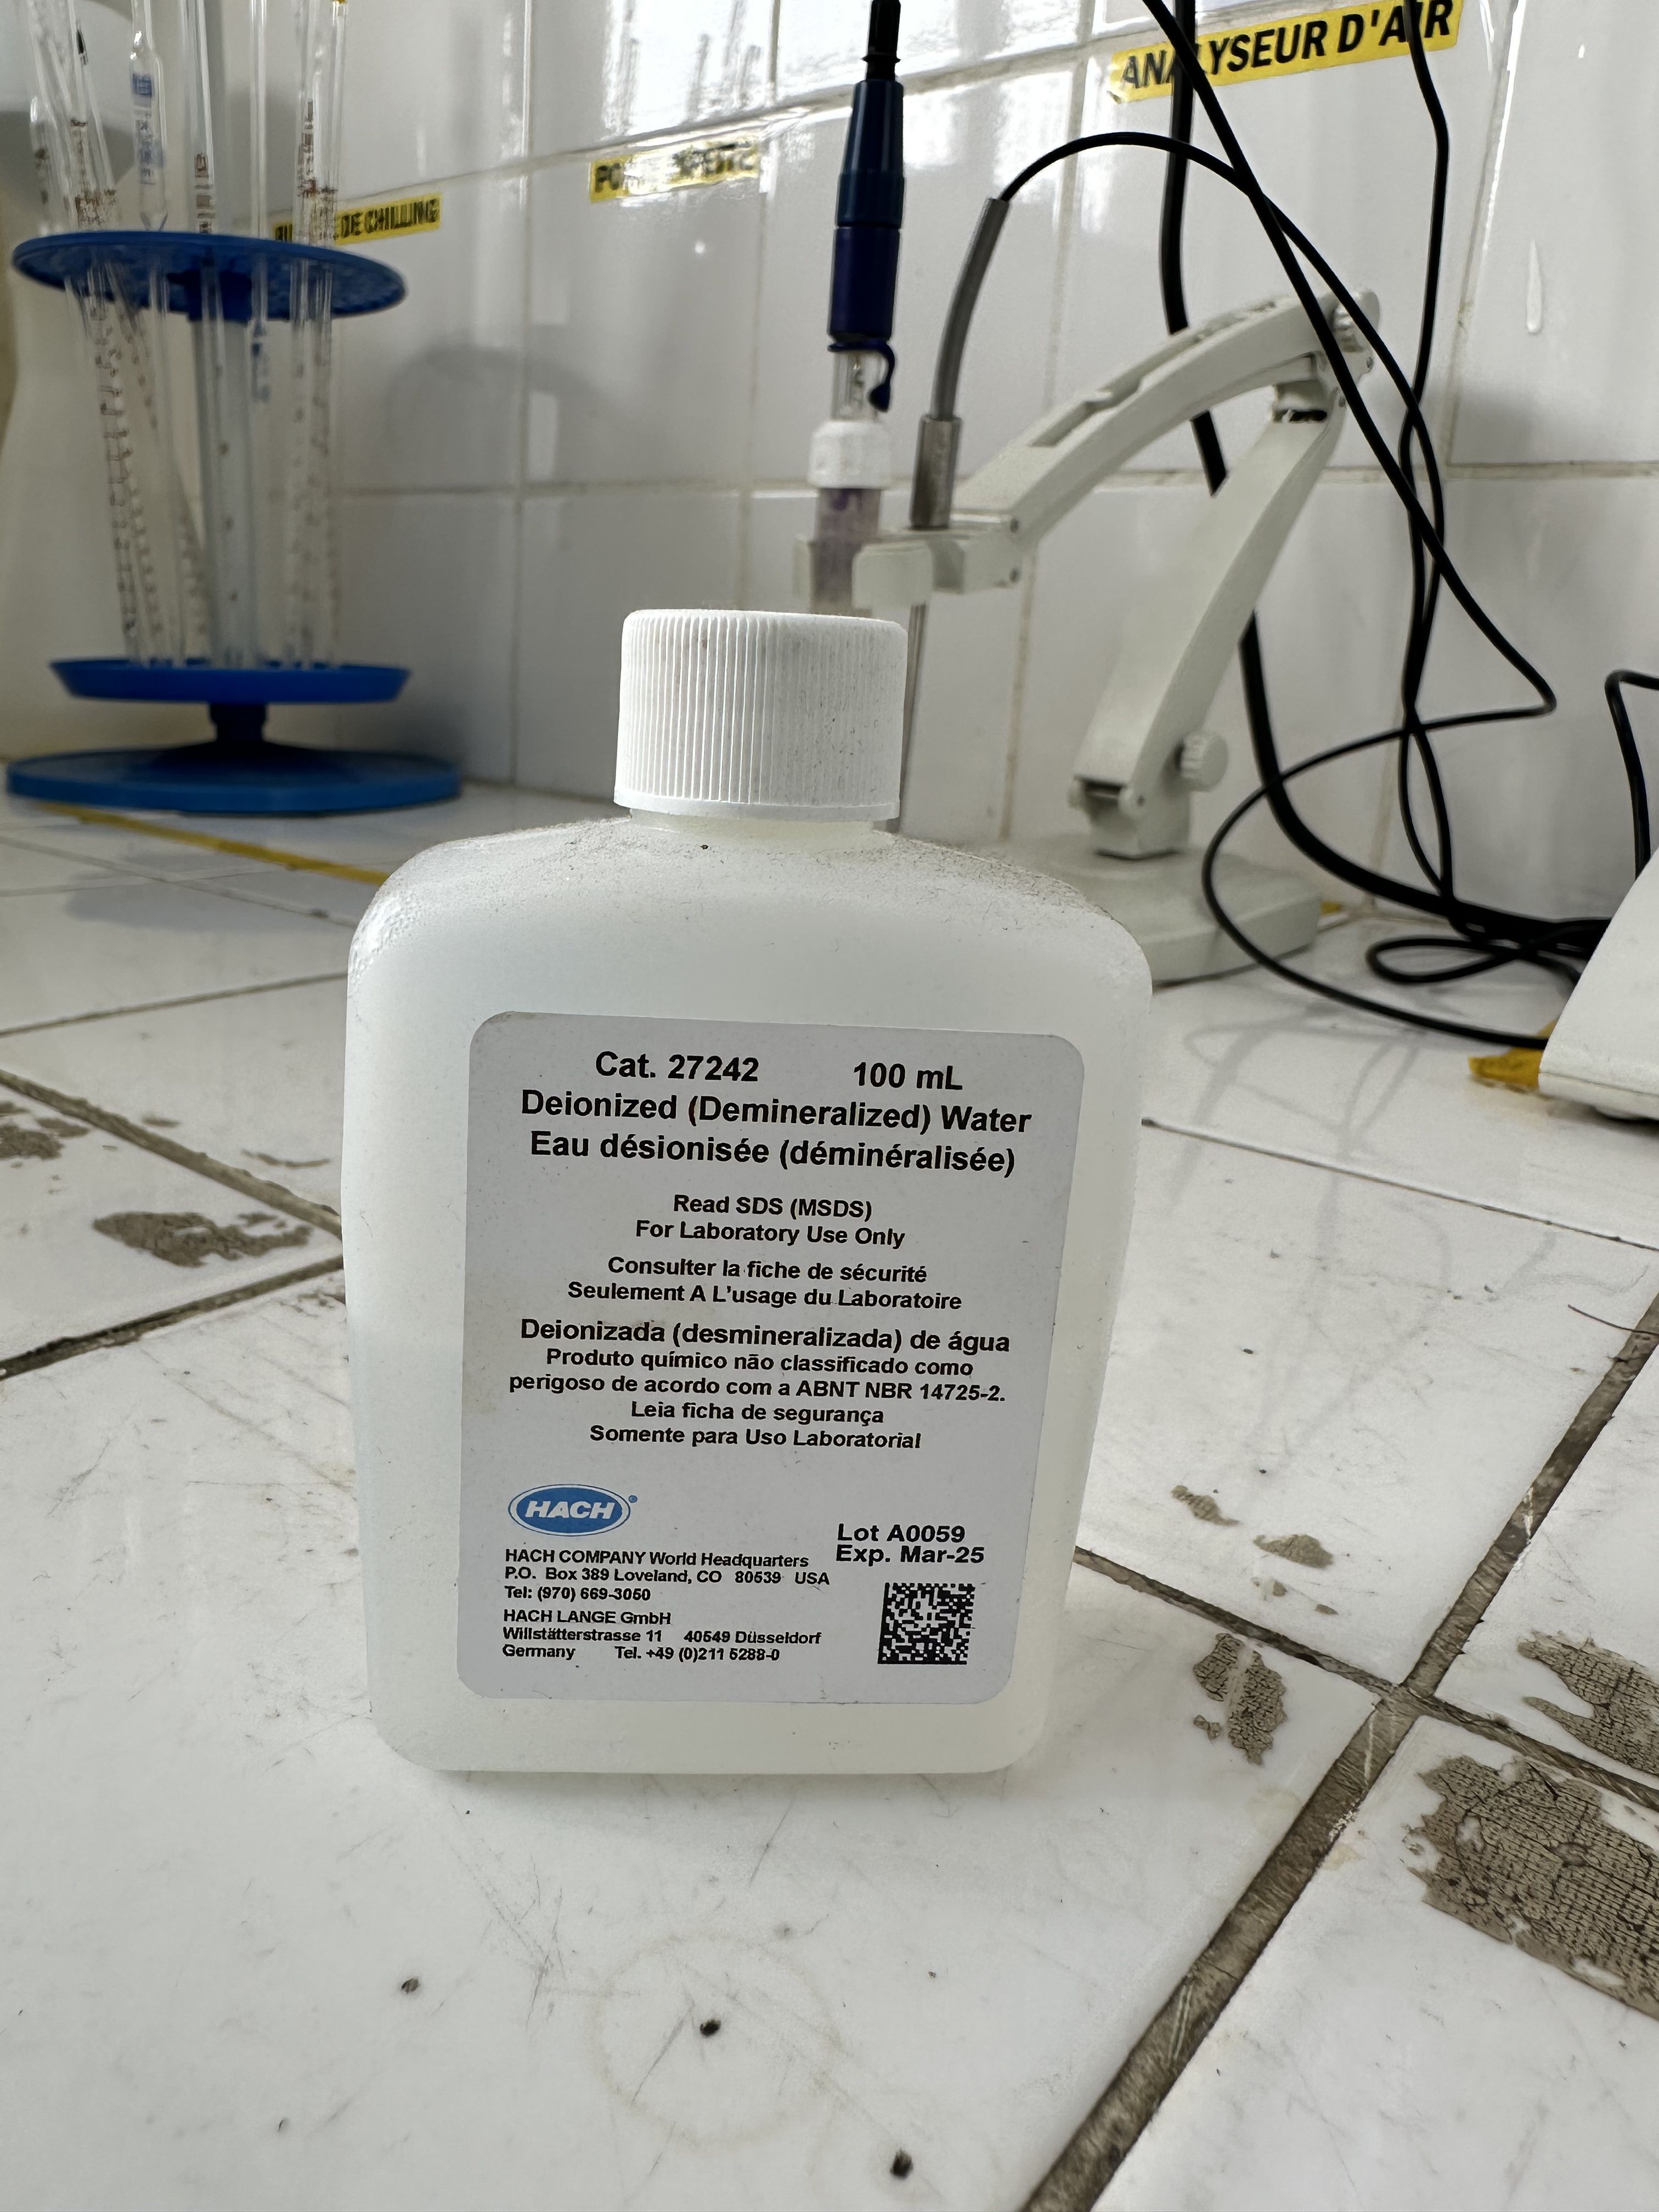 ANALYSEUR D'AIR
DE CHILLING
Cat. 27242 100 mL
Deionized (Demineralized) Water
Eau désionisée (déminéralisée)
Read SDS (MSDS)
For Laboratory Use Only
Consulter la fiche de sécurité
Seulement A L'usage du Laboratoire
Deionizada (desmineralizada) de água
Produto químico não classificado como
perigoso de acordo com a ABNT NBR 14725-2.
Leia ficha de segurança
Somente para Uso Laboratorial
HACH®
Lot A0059
Exp. Mar-25
HACH COMPANY World Headquarters
P.O. Box 389 Loveland, CO 80539 USA
Tel: (970) 669-3050
HACH LANGE GmbH
Willstätterstrasse 11 40549 Düsseldorf
Germany Tel. +49 (0)211 5288-0